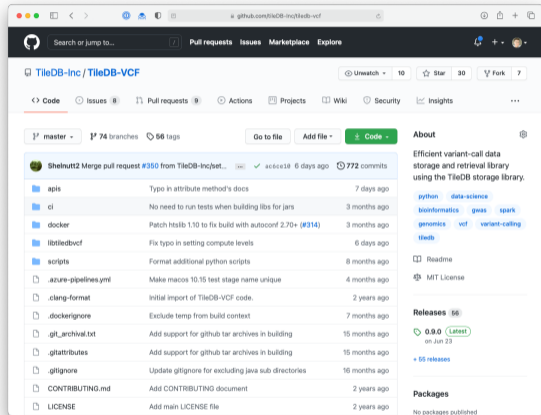 github.com/tileDB-Inc/tiledb-vcf
Search or jump to... /
Pull requests Issues Marketplace Explore
TileDB-Inc / TileDB-VCF
Unwatch 10 Star 30 Fork 7
Code Issues 8 Pull requests 9 Actions Projects Wiki Security Insights ...
master 74 branches 56 tags Go to file Add file Code
Shelnutt2 Merge pull request #350 from TileDB-Inc/set... 6 days ago 772 commits
apis Typo in attribute method's docs 7 days ago
ci No need to run tests when building libs for jars 3 months ago
docker Patch htslib 1.10 to fix build with autoconf 2.70+ (#314) 3 months ago
libtiledbvcf Fix typo in setting compute levels 6 days ago
scripts Format additional python scripts 8 months ago
.azure-pipelines.yml Make macos 10.15 test stage name unique 4 months ago
.clang-format Initial import of TileDB-VCF code. 2 years ago
.dockerignore Exclude temp from build context 7 months ago
.git_archival.txt Add support for github tar archives in building 15 months ago
.gitattributes Add support for github tar archives in building 15 months ago
.gitignore Update gitignore for excluding java sub directories 16 months ago
CONTRIBUTING.md Add CONTRIBUTING document 2 years ago
LICENSE Add main LICENSE file 2 years ago
About
Efficient variant-call data
storage and retrieval library
using the TileDB storage library.
python data-science
bioinformatics gwas spark
genomics vcf variant-calling
tiledb
Readme
MIT License
Releases 56
0.9.0 Latest
on Jun 23
+ 55 releases
Packages
No packages published